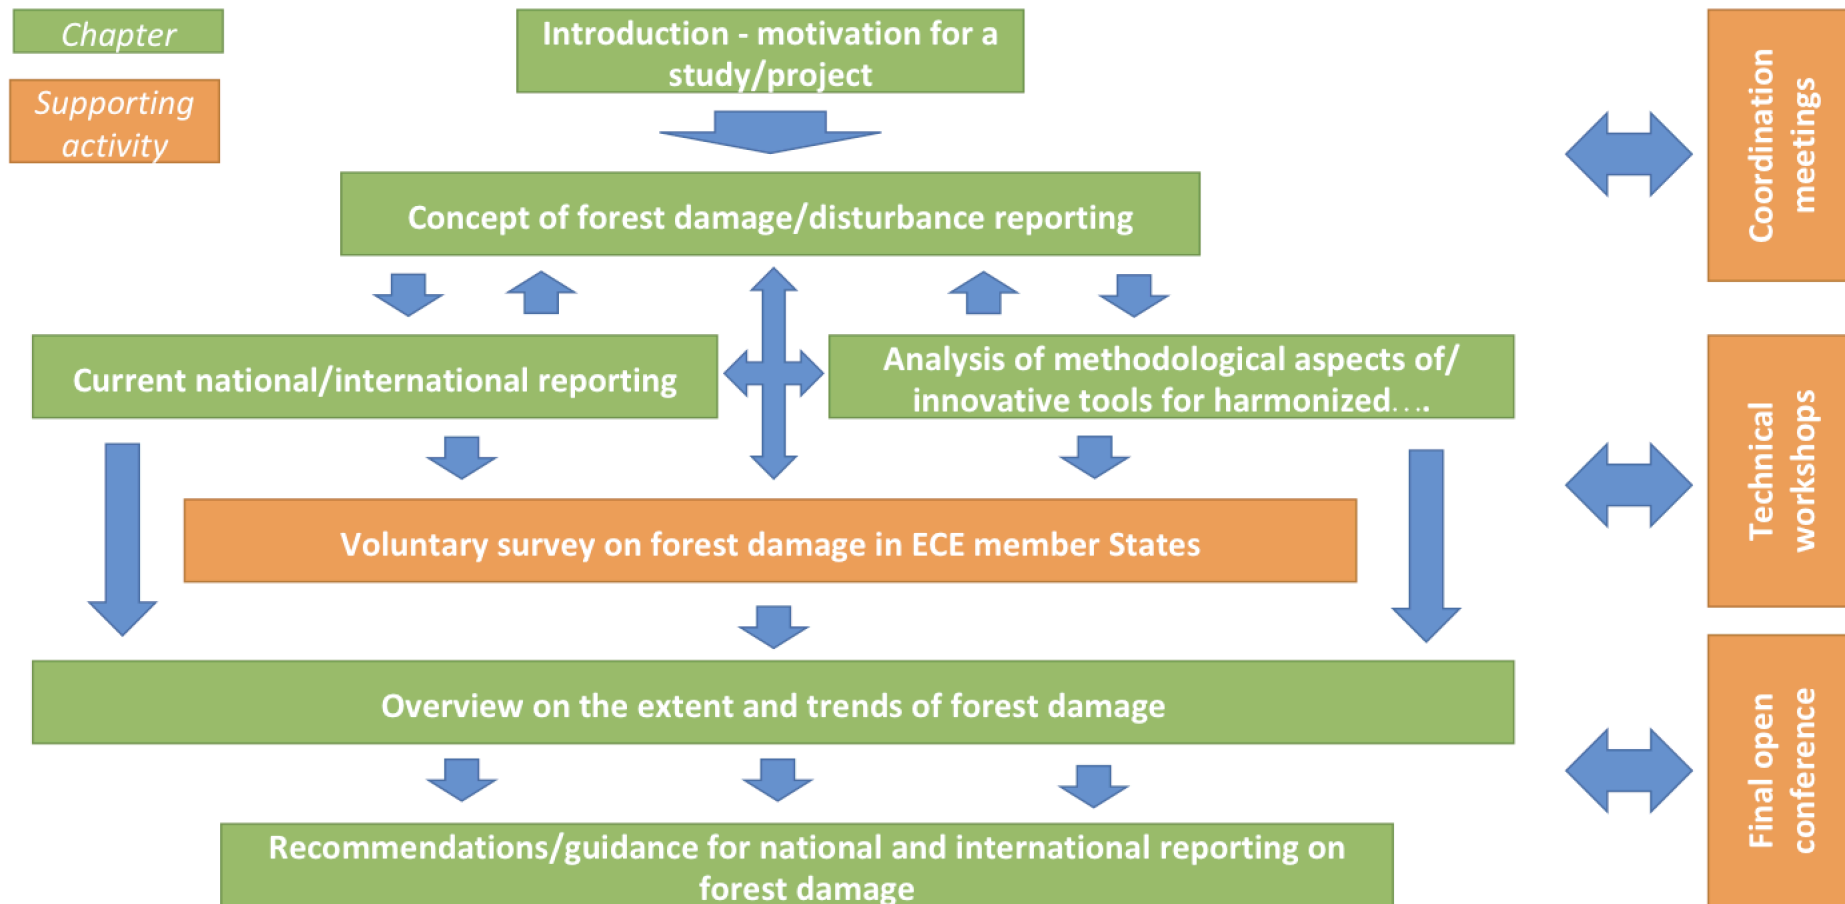 Chapter
Supporting
activity
Introduction - motivation for a
study/project
Concept of forest damage/disturbance reporting
Current national/international reporting
Analysis of methodological aspects of/
innovative tools for harmonized....
Voluntary survey on forest damage in ECE member States
Overview on the extent and trends of forest damage
Recommendations/guidance for national and international reporting on
forest damage
Coordination
meetings
Technical
workshops
Final open
conference